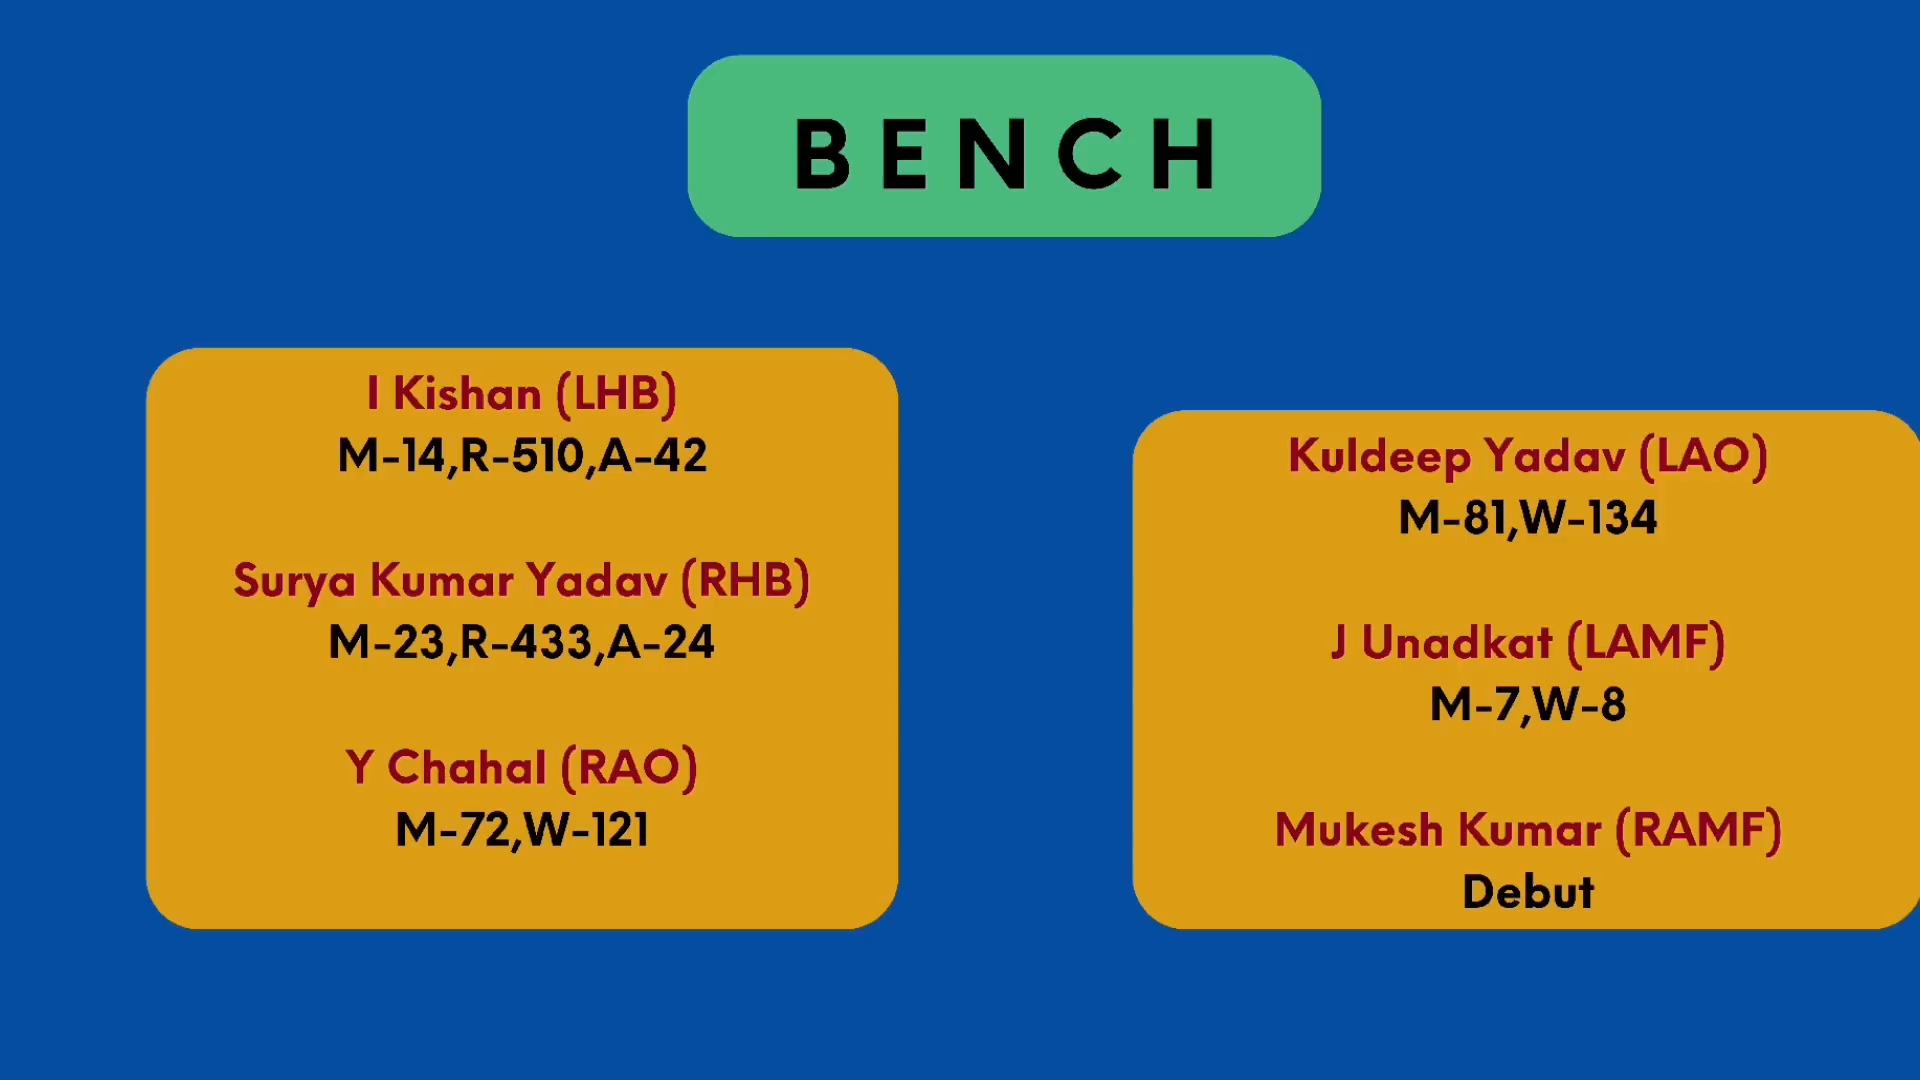 BENCH
I Kishan (LHB)
M-14,R-510,A-42
Surya Kumar Yadav (RHB)
M-23,R-433,A-24
Y Chahal (RAO)
M-72,W-121
Kuldeep Yadav (LAO)
M-81,W-134
J Unadkat (LAMF)
M-7,W-8
Mukesh Kumar (RAMF)
Debut